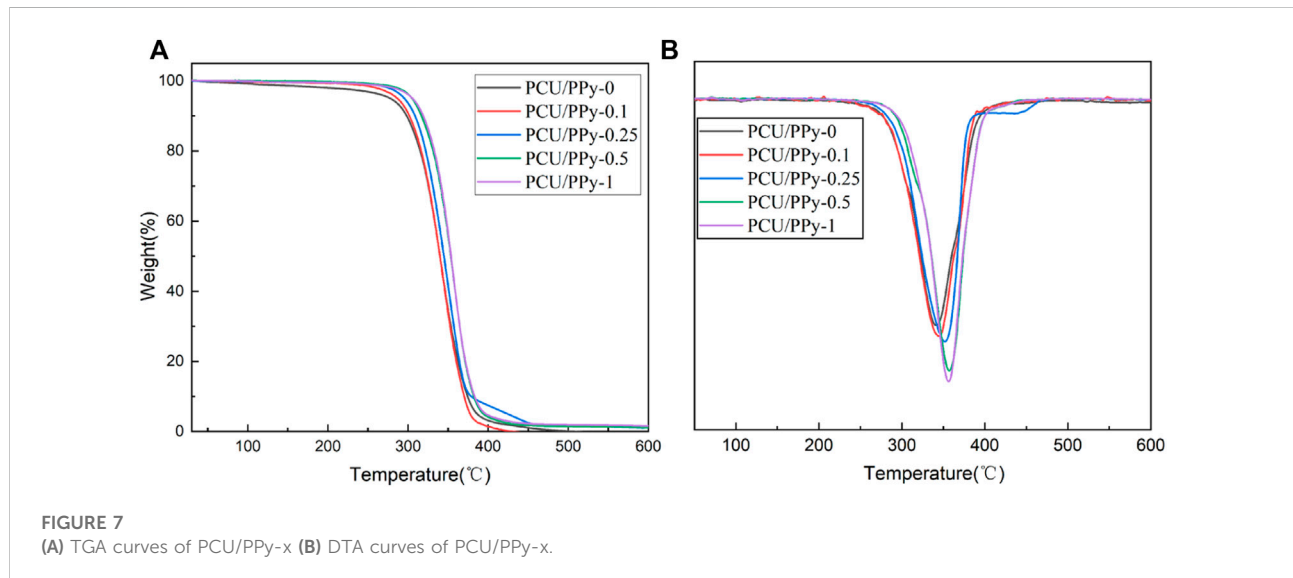 A
B
100
80
60
40
20
0
Weight(%)
PCU/PPy-0
PCU/PPy-0.1
PCU/PPy-0.25
PCU/PPy-0.5
PCU/PPy-1
100 200 300 400 500 600
Temperature(℃)
PCU/PPy-0
PCU/PPy-0.1
PCU/PPy-0.25
PCU/PPy-0.5
PCU/PPy-1
100 200 300 400 500 600
Temperature(℃)
FIGURE 7
(A) TGA curves of PCU/PPy-x (B) DTA curves of PCU/PPy-x.